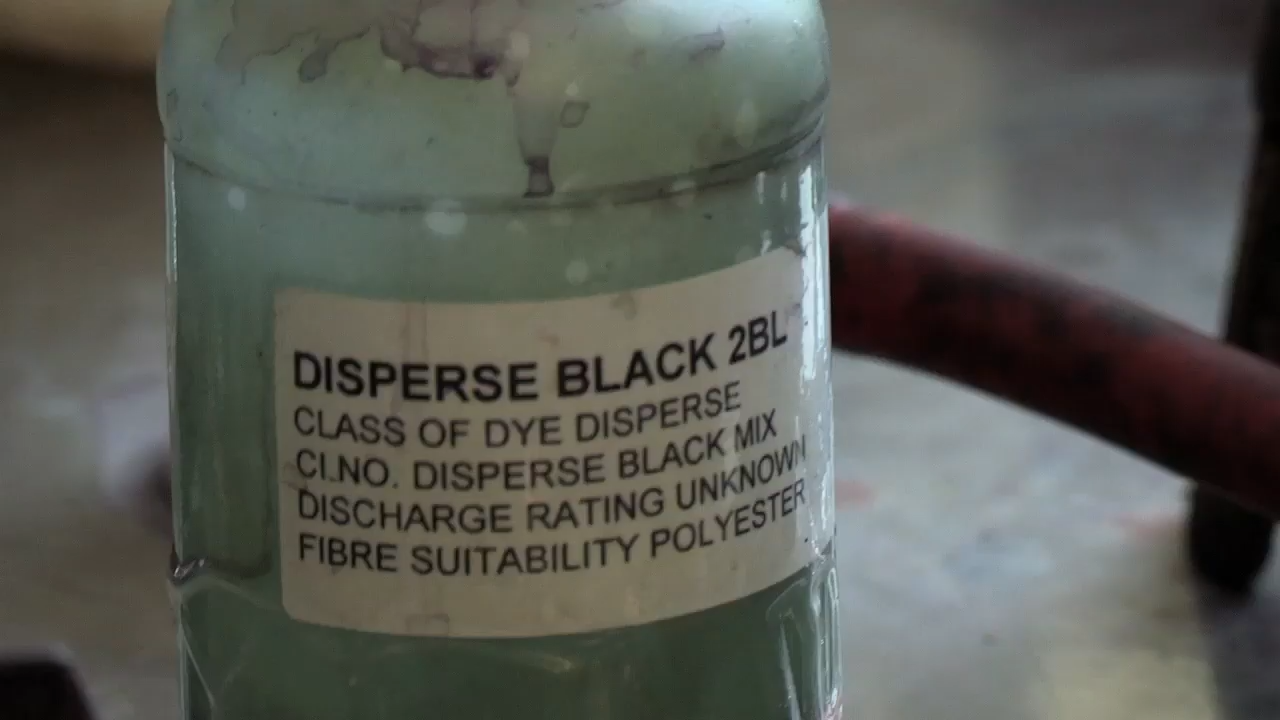 DISPERSE BLACK 2BL
CLASS OF DYE DISPERSE
CI.NO. DISPERSE BLACK MIX
DISCHARGE RATING UNKNOWN
FIBRE SUITABILITY POLYESTER